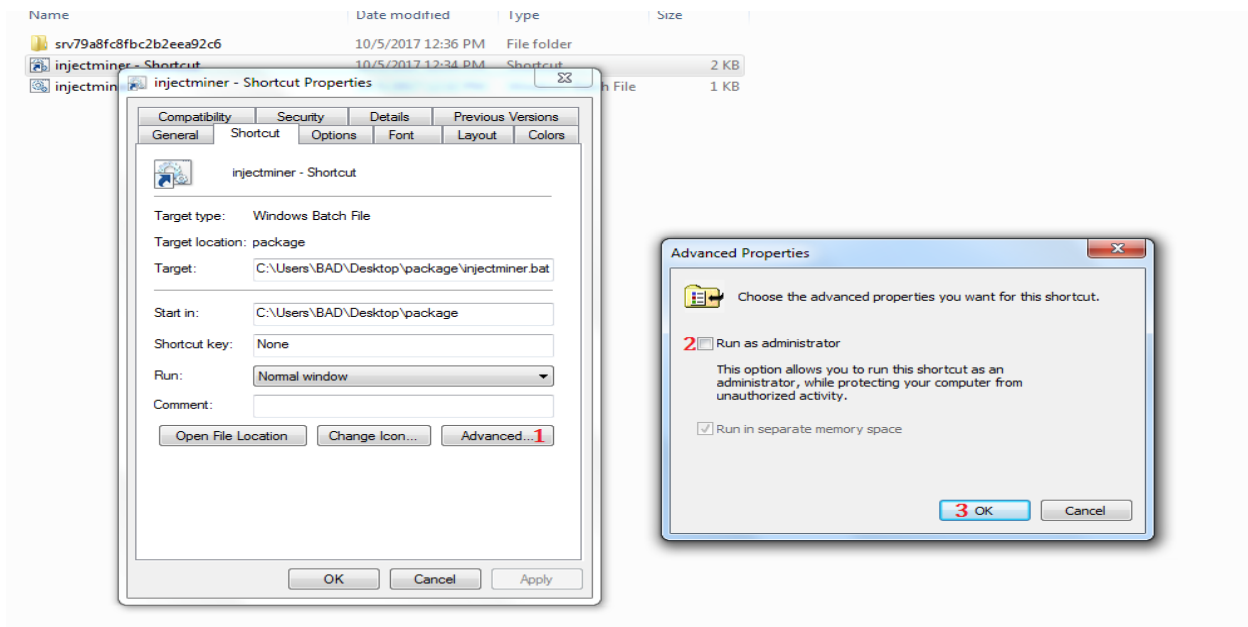 Name Date modified Type Size
srv79a8fc8fbc2b2eea92c6 10/5/2017 12:36 PM File folder
injectminer - Shortcut 10/5/2017 12:34 PM Shortcut 2 KB
injectmin h File 1 KB
injectminer - Shortcut Properties
Compatibility Security Details Previous Versions
General Shortcut Options Font Layout Colors
injectminer - Shortcut
Target type: Windows Batch File
Target location: package
Target: C:\Users\BAD\Desktop\package\injectminer.bat
Start in: C:\Users\BAD\Desktop\package
Shortcut key: None
Run: Normal window
Comment:
Open File Location Change Icon... Advanced...1
OK Cancel Apply
Advanced Properties
Choose the advanced properties you want for this shortcut.
2 Run as administrator
This option allows you to run this shortcut as an
administrator, while protecting your computer from
unauthorized activity.
Run in separate memory space
3 OK Cancel